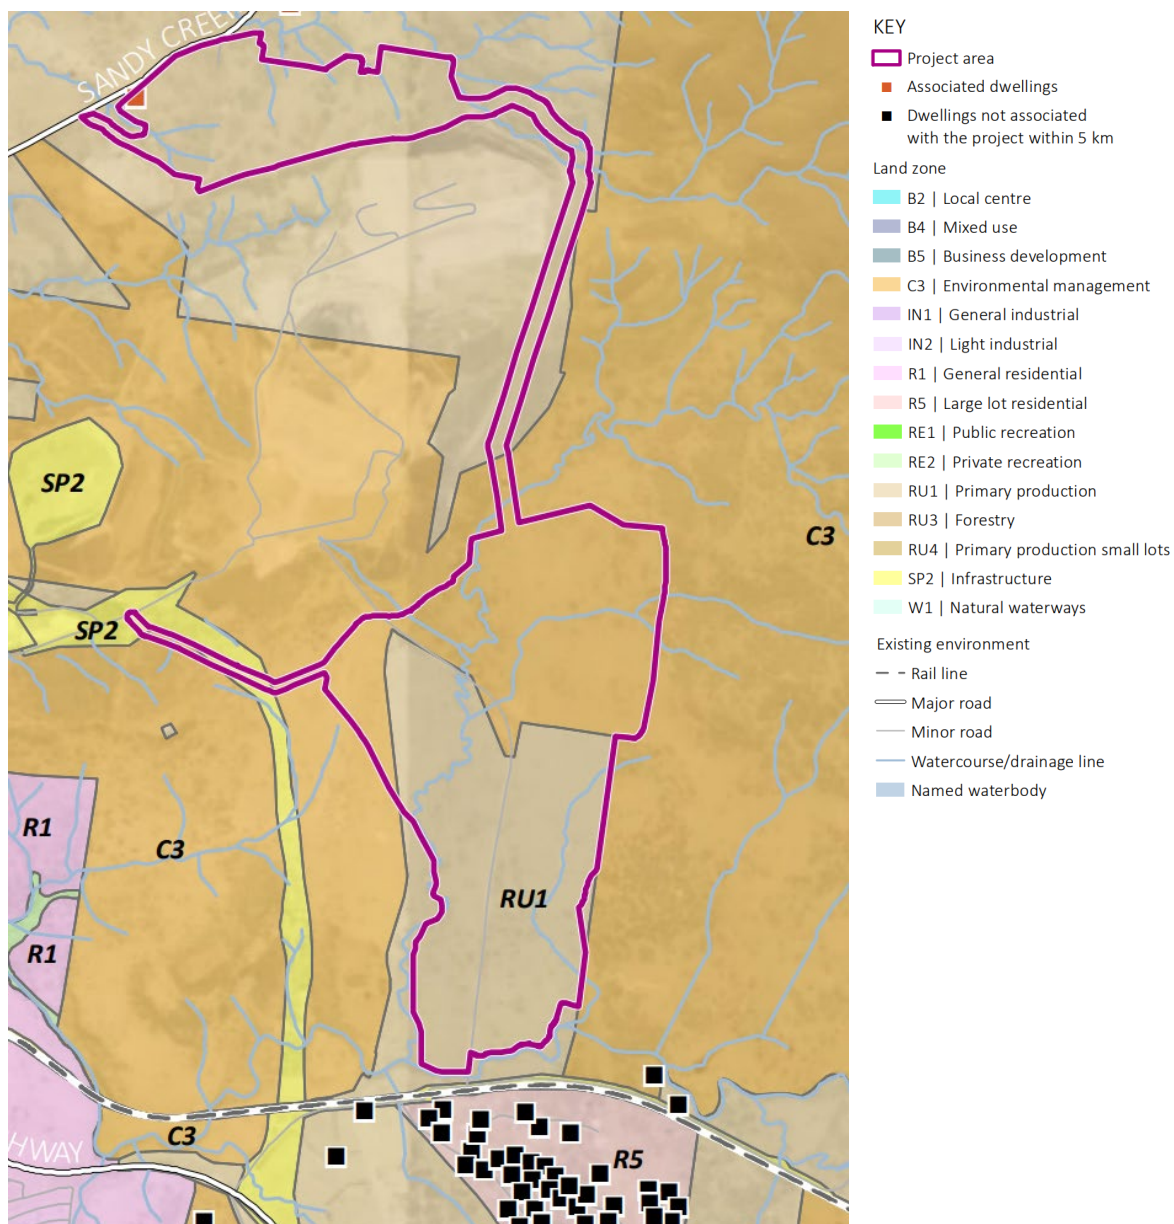 SANDY CREEK
SP2
C3
SP2
R1
C3
RU1
R1
C3
HWAY
R5
KEY
Project area
Associated dwellings
Dwellings not associated
with the project within 5 km
Land zone
B2 | Local centre
B4 | Mixed use
B5 | Business development
C3 | Environmental management
IN1 | General industrial
IN2 | Light industrial
R1 | General residential
R5 | Large lot residential
RE1 | Public recreation
RE2 | Private recreation
RU1 | Primary production
RU3 | Forestry
RU4 | Primary production small lots
SP2 | Infrastructure
W1 | Natural waterways
Existing environment
Rail line
Major road
Minor road
Watercourse/drainage line
Named waterbody